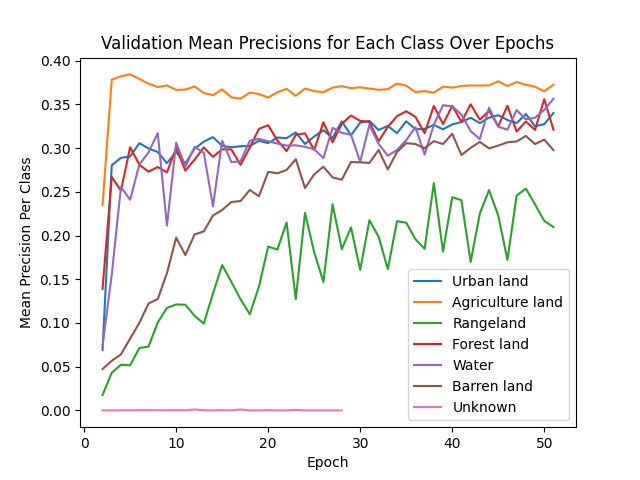 Validation Mean Precisions for Each Class Over Epochs
Mean Precision Per Class
0.40
0.35
0.30
0.25
0.20
0.15
0.10
0.05
0.00
Urban land
Agriculture land
Rangeland
Forest land
Water
Barren land
Unknown
0 10 20 30 40 50
Epoch